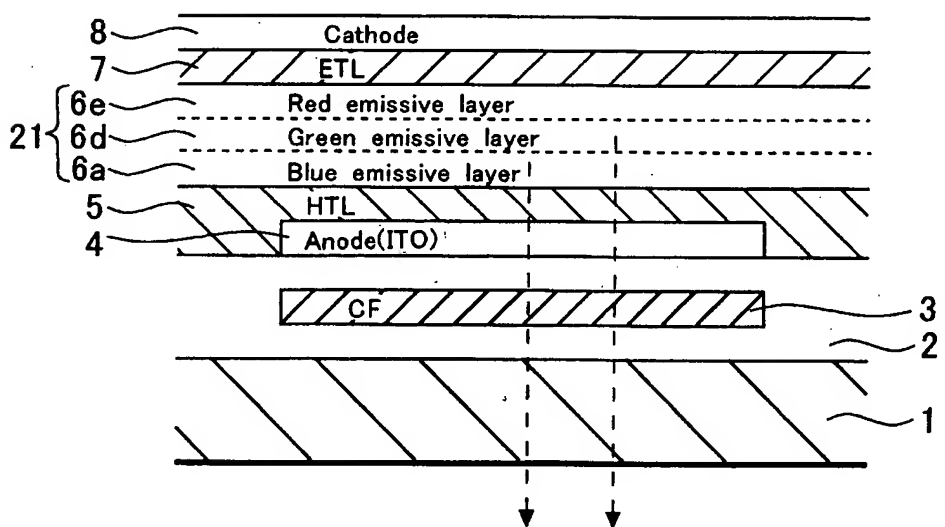 8 Cathode
7 ETL
6e Red emissive layer
21 6d Green emissive layer
6a Blue emissive layer
5 HTL
4 Anode(ITO)
CF 3
2
1